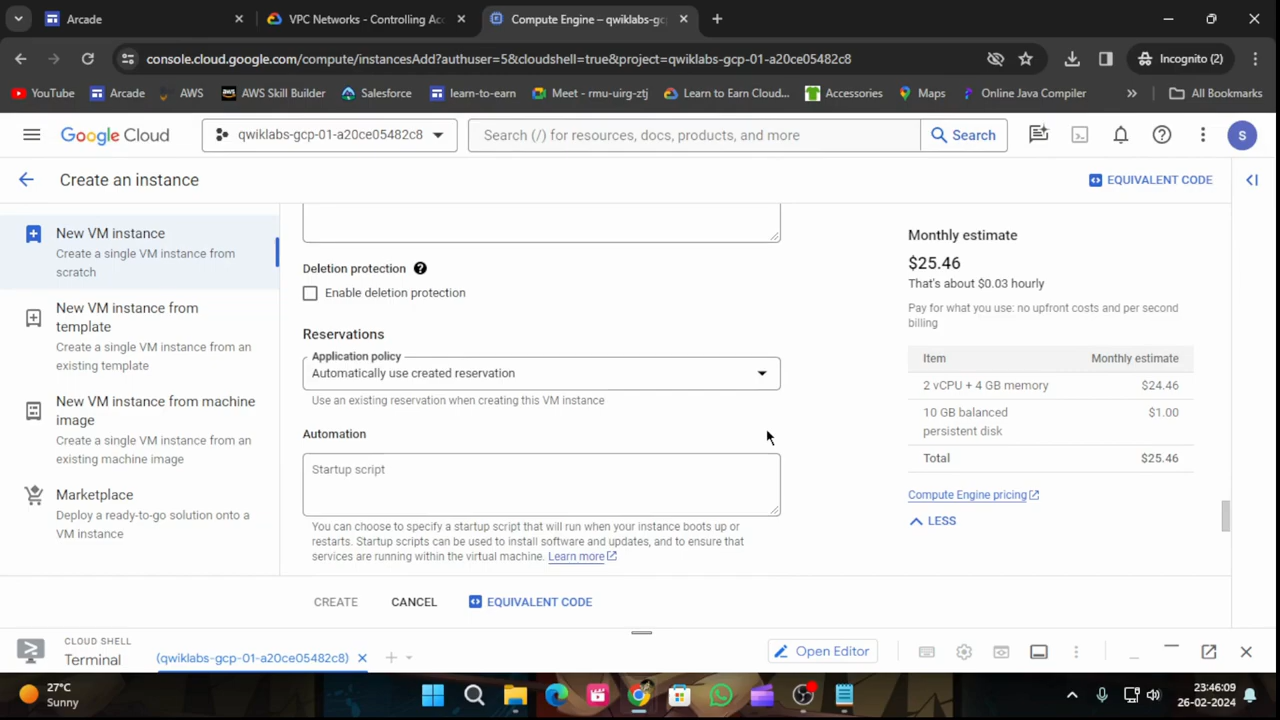 Arcade
VPC Networks - Controlling Acc
Compute Engine – qwiklabs-gc
console.cloud.google.com/compute/instancesAdd?authuser=5&cloudshell=true&project=qwiklabs-gcp-01-a20ce05482c8
Incognito (2)
YouTube
Arcade
AWS
AWS Skill Builder
Salesforce
learn-to-earn
Meet - rmu-uirg-ztj
Learn to Earn Cloud...
Accessories
Maps
Online Java Compiler
All Bookmarks
Google Cloud
qwiklabs-gcp-01-a20ce05482c8
Search (/) for resources, docs, products, and more
Search
S
Create an instance
EQUIVALENT CODE
New VM instance
Create a single VM instance from
scratch
New VM instance from
template
Create a single VM instance from an
existing template
New VM instance from machine
image
Create a single VM instance from an
existing machine image
Marketplace
Deploy a ready-to-go solution onto a
VM instance
Deletion protection
Enable deletion protection
Reservations
Application policy
Automatically use created reservation
Use an existing reservation when creating this VM instance
Automation
Startup script
You can choose to specify a startup script that will run when your instance boots up or
restarts. Startup scripts can be used to install software and updates, and to ensure that
services are running within the virtual machine. Learn more
CREATE
CANCEL
EQUIVALENT CODE
Monthly estimate
$25.46
That's about $0.03 hourly
Pay for what you use: no upfront costs and per second
billing
Item Monthly estimate
2 vCPU + 4 GB memory $24.46
10 GB balanced $1.00
persistent disk
Total $25.46
Compute Engine pricing
LESS
CLOUD SHELL
Terminal
(qwiklabs-gcp-01-a20ce05482c8)
Open Editor
27°C
Sunny
23:46:09
26-02-2024